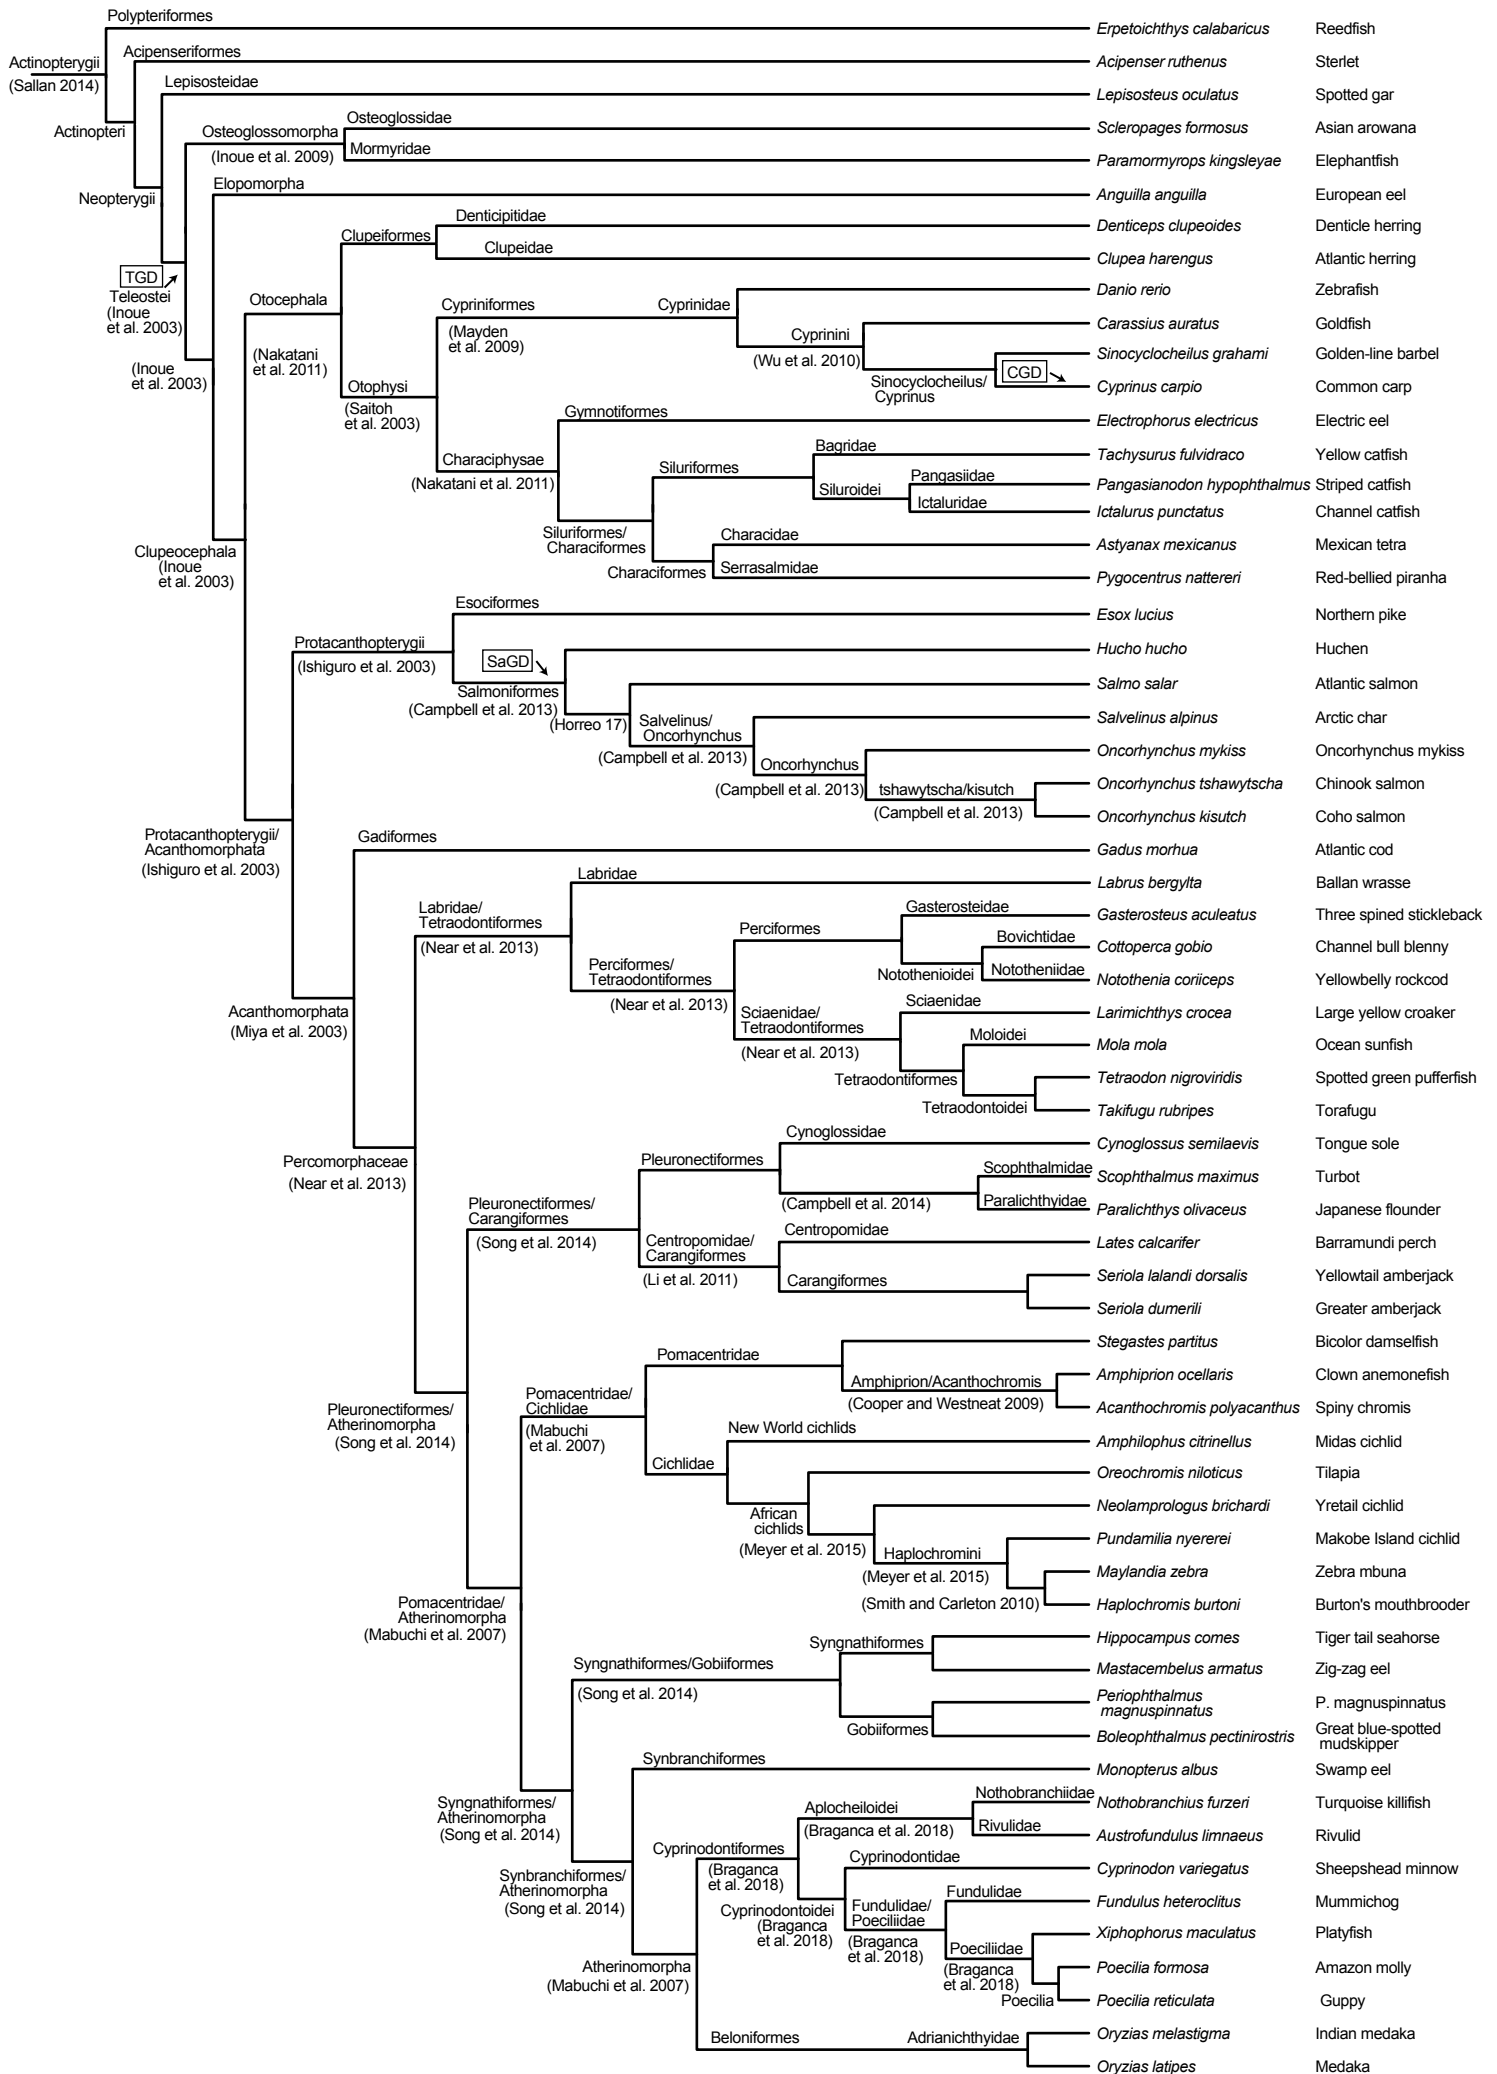 Polypteriformes
Erpetoichthys calabaricus Reedfish
Actinopterygii
(Sallan 2014)
Acipenseriformes
Acipenser ruthenus Sterlet
Lepisosteidae
Lepisosteus oculatus Spotted gar
Actinopteri
Osteoglossomorpha
(Inoue et al. 2009)
Osteoglossidae
Scleropages formosus Asian arowana
Mormyridae
Paramormyrops kingsleyae Elephantfish
Neopterygii
Elopomorpha
Anguilla anguilla European eel
TGD
Teleostei
(Inoue
et al. 2003)
(Inoue
et al. 2003)
Otocephala
(Nakatani
et al. 2011)
Clupeiformes
Denticipitidae
Denticeps clupeoides Denticle herring
Clupeidae
Clupea harengus Atlantic herring
Cypriniformes
(Mayden
et al. 2009)
Cyprinidae
Danio rerio Zebrafish
Cyprinini
(Wu et al. 2010)
Carassius auratus Goldfish
Sinocyclocheilus grahami Golden-line barbel
Sinocyclocheilus/
Cyprinus
CGD
Cyprinus carpio Common carp
Otophysi
(Saitoh
et al. 2003)
Gymnotiformes
Electrophorus electricus Electric eel
Characiphysae
(Nakatani et al. 2011)
Siluriformes
Bagridae
Tachysurus fulvidraco Yellow catfish
Siluroidei
Pangasiidae
Pangasianodon hypophthalmus Striped catfish
Ictaluridae
Ictalurus punctatus Channel catfish
Siluriformes/
Characiformes
Characidae
Astyanax mexicanus Mexican tetra
Characiformes
Serrasalmidae
Pygocentrus nattereri Red-bellied piranha
Clupeocephala
(Inoue
et al. 2003)
Esociformes
Esox lucius Northern pike
Protacanthopterygii
(Ishiguro et al. 2003)
SaGD
Hucho hucho Huchen
Salmoniformes
(Campbell et al. 2013)
(Horreo 17)
Salmo salar Atlantic salmon
Salvelinus/
Oncorhynchus
(Campbell et al. 2013)
Salvelinus alpinus Arctic char
Oncorhynchus
(Campbell et al. 2013)
Oncorhynchus mykiss Oncorhynchus mykiss
tshawytscha/kisutch
(Campbell et al. 2013)
Oncorhynchus tshawytscha Chinook salmon
Oncorhynchus kisutch Coho salmon
Protacanthopterygii/
Acanthomorphata
(Ishiguro et al. 2003)
Gadiformes
Gadus morhua Atlantic cod
Labridae
Labrus bergylta Ballan wrasse
Labridae/
Tetraodontiformes
(Near et al. 2013)
Perciformes
Gasterosteidae
Gasterosteus aculeatus Three spined stickleback
Bovichtidae
Cottoperca gobio Channel bull blenny
Notothenioidei
Nototheniidae
Notothenia coriiceps Yellowbelly rockcod
Perciformes/
Tetraodontiformes
(Near et al. 2013)
Sciaenidae/
Tetraodontiformes
(Near et al. 2013)
Sciaenidae
Larimichthys crocea Large yellow croaker
Acanthomorphata
(Miya et al. 2003)
Moloidei
Mola mola Ocean sunfish
Tetraodontiformes
Tetraodon nigroviridis Spotted green pufferfish
Tetraodontoidei
Takifugu rubripes Torafugu
Percomorphaceae
(Near et al. 2013)
Cynoglossidae
Cynoglossus semilaevis Tongue sole
Pleuronectiformes
(Campbell et al. 2014)
Scophthalmidae
Scophthalmus maximus Turbot
Paralichthyidae
Paralichthys olivaceus Japanese flounder
Pleuronectiformes/
Carangiformes
(Song et al. 2014)
Centropomidae/
Carangiformes
(Li et al. 2011)
Centropomidae
Lates calcarifer Barramundi perch
Carangiformes
Seriola lalandi dorsalis Yellowtail amberjack
Seriola dumerili Greater amberjack
Pomacentridae
Stegastes partitus Bicolor damselfish
Amphiprion/Acanthochromis
(Cooper and Westneat 2009)
Amphiprion ocellaris Clown anemonefish
Acanthochromis polyacanthus Spiny chromis
Pleuronectiformes/
Atherinomorpha
(Song et al. 2014)
Pomacentridae/
Cichlidae
(Mabuchi
et al. 2007)
New World cichlids
Amphilophus citrinellus Midas cichlid
Cichlidae
Oreochromis niloticus Tilapia
African
cichlids
(Meyer et al. 2015)
Neolamprologus brichardi Yretail cichlid
Haplochromini
(Meyer et al. 2015)
Pundamilia nyererei Makobe Island cichlid
Maylandia zebra Zebra mbuna
(Smith and Carleton 2010)
Haplochromis burtoni Burton's mouthbrooder
Pomacentridae/
Atherinomorpha
(Mabuchi et al. 2007)
Syngnathiformes
Hippocampus comes Tiger tail seahorse
Syngnathiformes/Gobiiformes
(Song et al. 2014)
Mastacembelus armatus Zig-zag eel
Periophthalmus
magnuspinnatus P. magnuspinnatus
Gobiiformes
Boleophthalmus pectinirostris Great blue-spotted
mudskipper
Synbranchiformes
Monopterus albus Swamp eel
Syngnathiformes/
Atherinomorpha
(Song et al. 2014)
Aplocheiloidei
(Braganca et al. 2018)
Nothobranchiidae
Nothobranchius furzeri Turquoise killifish
Rivulidae
Austrofundulus limnaeus Rivulid
Cyprinodontiformes
(Braganca
et al. 2018)
Cyprinodontidae
Cyprinodon variegatus Sheepshead minnow
Synbranchiformes/
Atherinomorpha
(Song et al. 2014)
Cyprinodontoidei
(Braganca
et al. 2018)
Fundulidae/
Poeciliidae
(Braganca
et al. 2018)
Fundulidae
Fundulus heteroclitus Mummichog
Poeciliidae
(Braganca
et al. 2018)
Xiphophorus maculatus Platyfish
Poecilia formosa Amazon molly
Poecilia
Poecilia reticulata Guppy
Atherinomorpha
(Mabuchi et al. 2007)
Beloniformes
Adrianichthyidae
Oryzias melastigma Indian medaka
Oryzias latipes Medaka